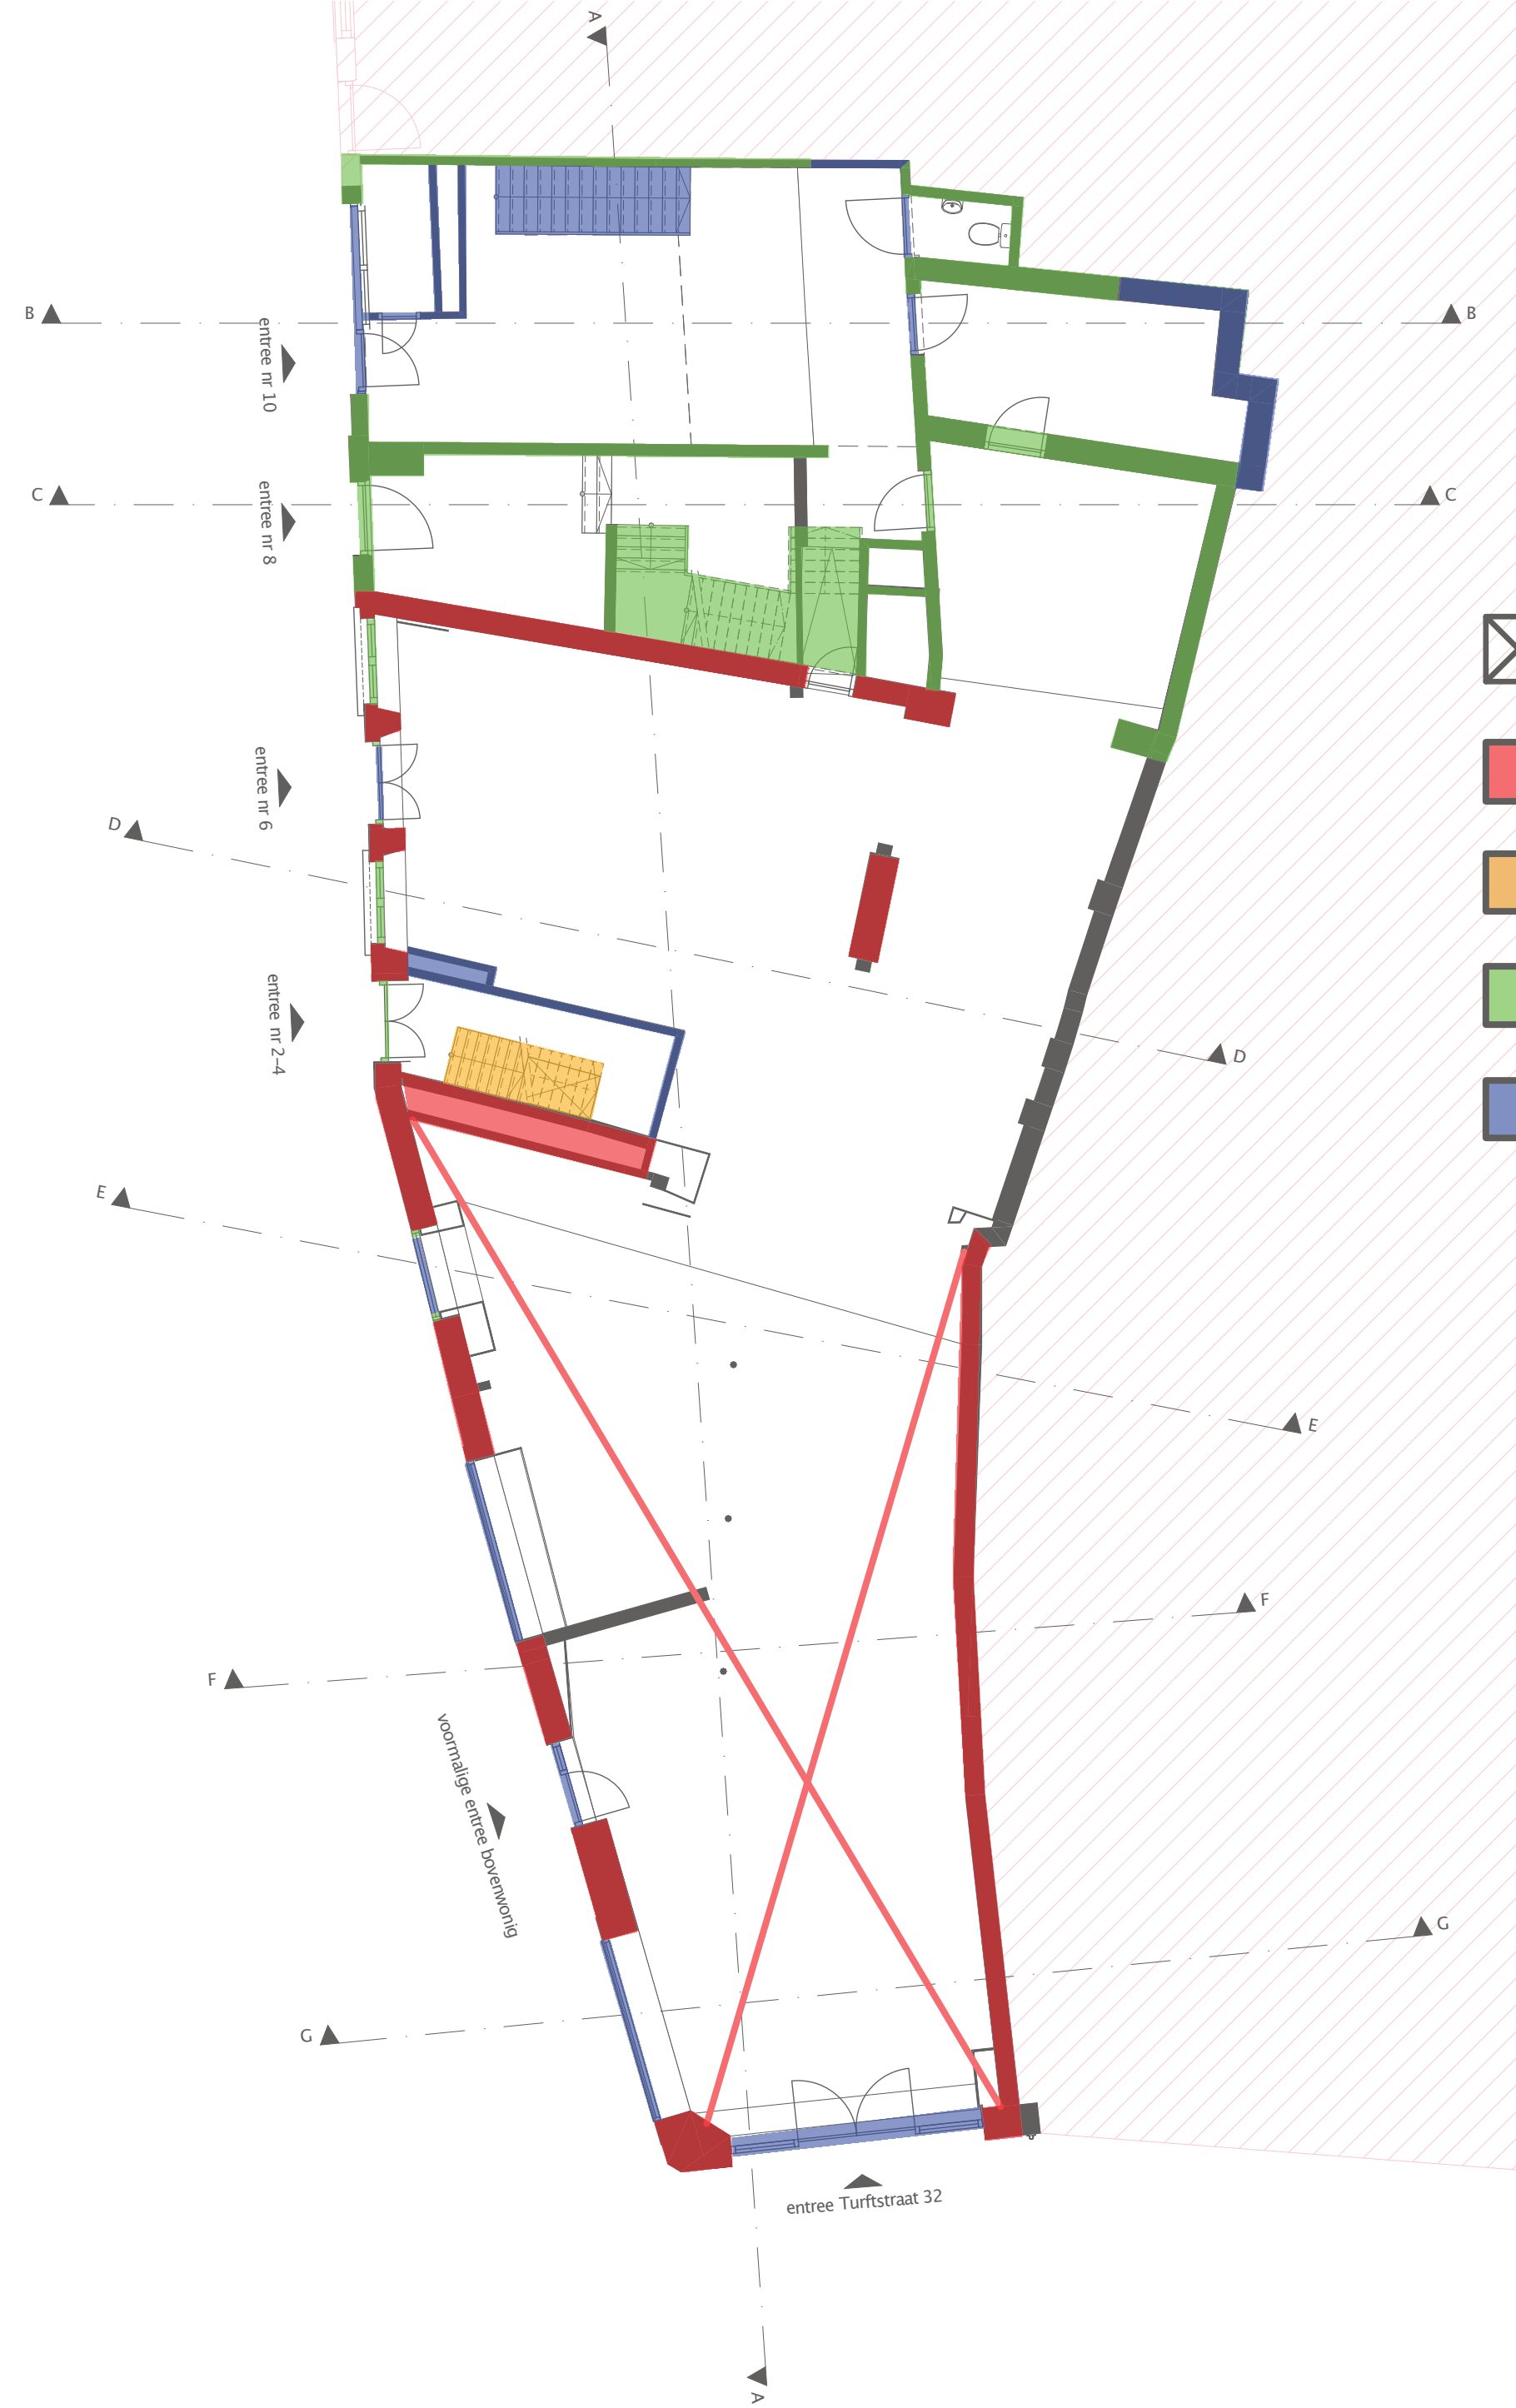 A
B
B
entree nr 10
C
C
entree nr 8
entree nr 6
D
D
entree nr 2-4
E
E
F
F
voormalige entree bovenwonig
G
G
entree Turftstraat 32
A